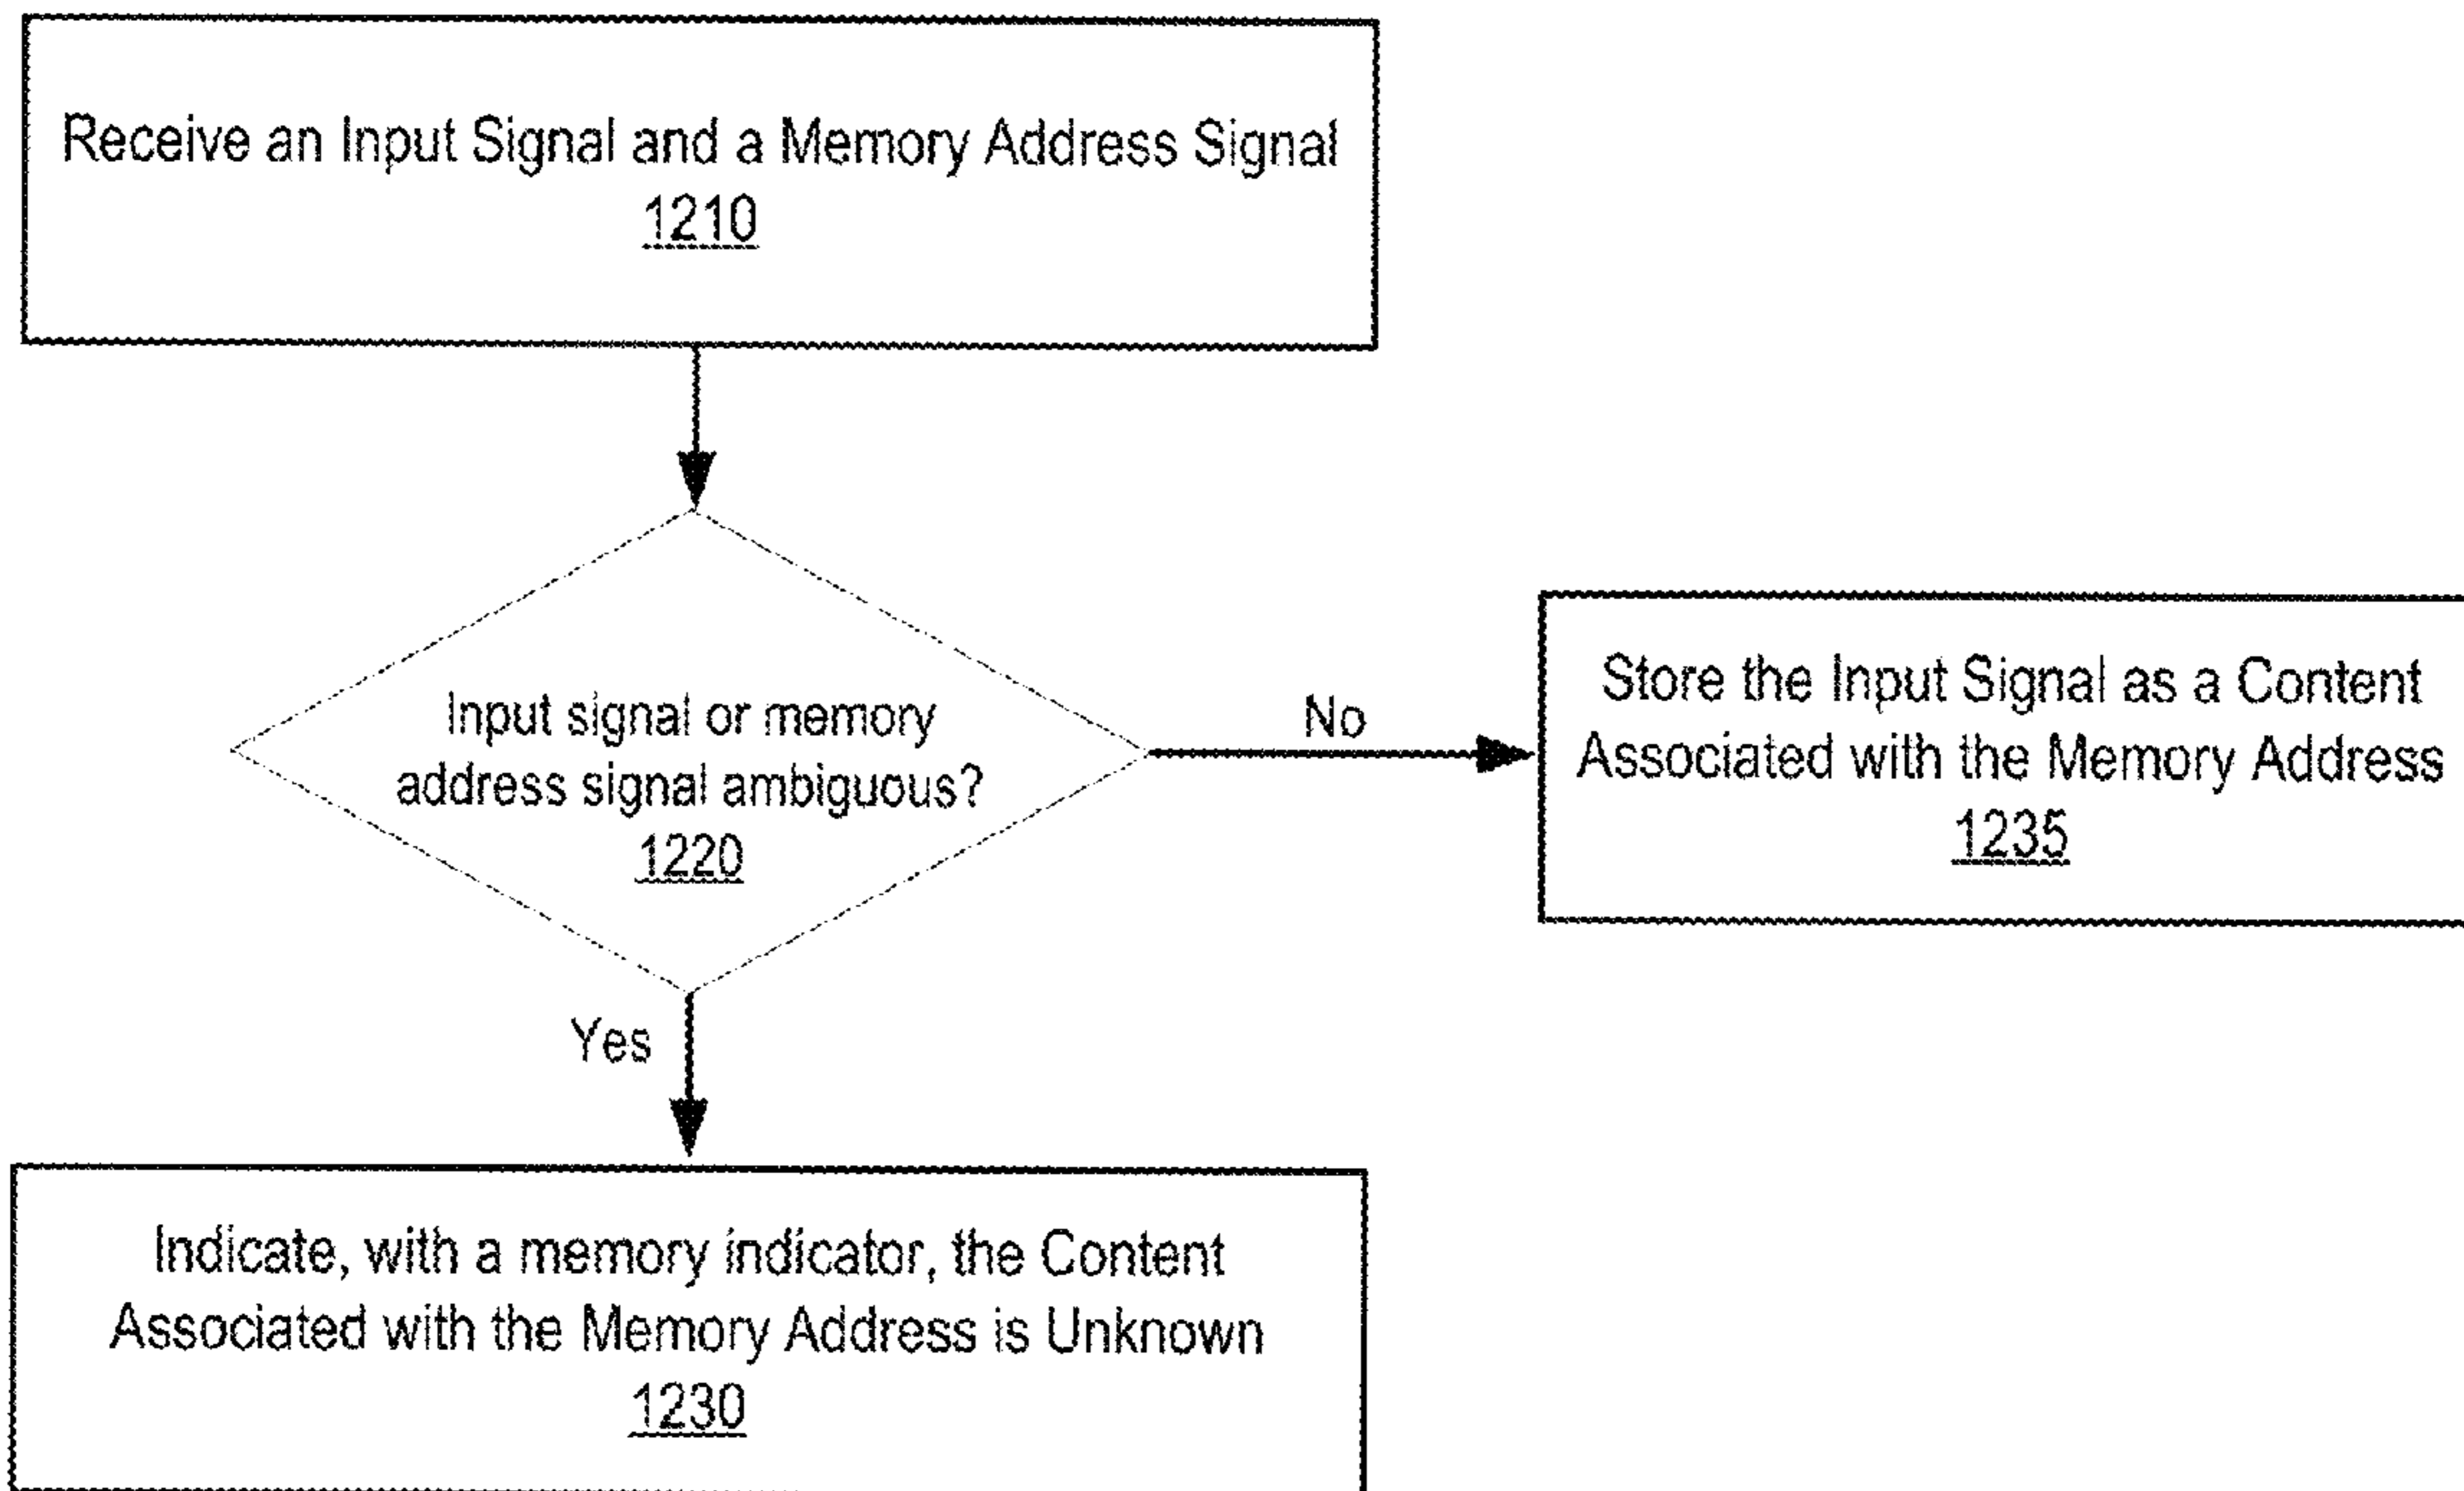 Receive an Input Signal and a Memory Address Signal
1210
Input signal or memory
address signal ambiguous?
1220
No
Store the Input Signal as a Content
Associated with the Memory Address
1235
Yes
Indicate, with a memory indicator, the Content
Associated with the Memory Address is Unknown
1230